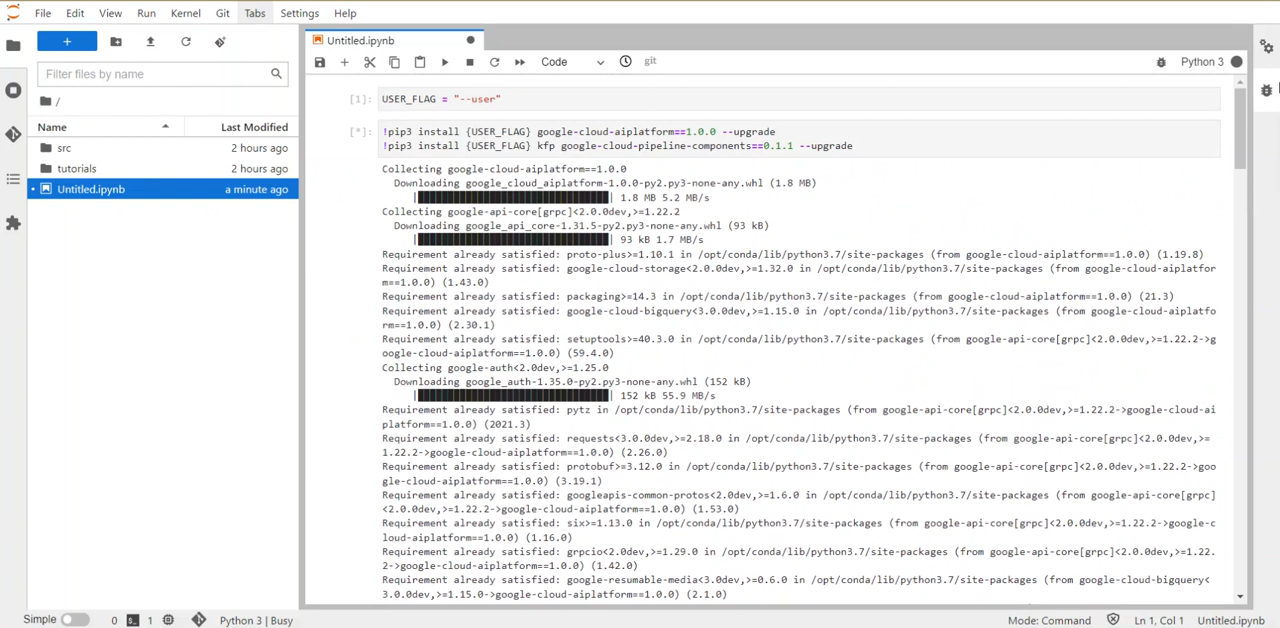 File Edit View Run Kernel Git Tabs Settings Help
+
Filter files by name
/
Name Last Modified
src 2 hours ago
tutorials 2 hours ago
Untitled.ipynb a minute ago
Untitled.ipynb
Code git Python 3
[1]: USER_FLAG = "--user"
[*]: !pip3 install {USER_FLAG} google-cloud-aiplatform==1.0.0 --upgrade
!pip3 install {USER_FLAG} kfp google-cloud-pipeline-components==0.1.1 --upgrade
Collecting google-cloud-aiplatform==1.0.0
Downloading google_cloud_aiplatform-1.0.0-py2.py3-none-any.whl (1.8 MB)
|████████████████████████████████| 1.8 MB 5.2 MB/s
Collecting google-api-core[grpc]<2.0.0dev,>=1.22.2
Downloading google_api_core-1.31.5-py2.py3-none-any.whl (93 kB)
|████████████████████████████████| 93 kB 1.7 MB/s
Requirement already satisfied: proto-plus>=1.10.1 in /opt/conda/lib/python3.7/site-packages (from google-cloud-aiplatform==1.0.0) (1.19.8)
Requirement already satisfied: google-cloud-storage<2.0.0dev,>=1.32.0 in /opt/conda/lib/python3.7/site-packages (from google-cloud-aiplatfor
m==1.0.0) (1.43.0)
Requirement already satisfied: packaging>=14.3 in /opt/conda/lib/python3.7/site-packages (from google-cloud-aiplatform==1.0.0) (21.3)
Requirement already satisfied: google-cloud-bigquery<3.0.0dev,>=1.15.0 in /opt/conda/lib/python3.7/site-packages (from google-cloud-aiplatfo
rm==1.0.0) (2.30.1)
Requirement already satisfied: setuptools>=40.3.0 in /opt/conda/lib/python3.7/site-packages (from google-api-core[grpc]<2.0.0dev,>=1.22.2->g
oogle-cloud-aiplatform==1.0.0) (59.4.0)
Collecting google-auth<2.0dev,>=1.25.0
Downloading google_auth-1.35.0-py2.py3-none-any.whl (152 kB)
|████████████████████████████████| 152 kB 55.9 MB/s
Requirement already satisfied: pytz in /opt/conda/lib/python3.7/site-packages (from google-api-core[grpc]<2.0.0dev,>=1.22.2->google-cloud-ai
platform==1.0.0) (2021.3)
Requirement already satisfied: requests<3.0.0dev,>=2.18.0 in /opt/conda/lib/python3.7/site-packages (from google-api-core[grpc]<2.0.0dev,>=
1.22.2->google-cloud-aiplatform==1.0.0) (2.26.0)
Requirement already satisfied: protobuf>=3.12.0 in /opt/conda/lib/python3.7/site-packages (from google-api-core[grpc]<2.0.0dev,>=1.22.2->goo
gle-cloud-aiplatform==1.0.0) (3.19.1)
Requirement already satisfied: googleapis-common-protos<2.0dev,>=1.6.0 in /opt/conda/lib/python3.7/site-packages (from google-api-core[grpc]
<2.0.0dev,>=1.22.2->google-cloud-aiplatform==1.0.0) (1.53.0)
Requirement already satisfied: six>=1.13.0 in /opt/conda/lib/python3.7/site-packages (from google-api-core[grpc]<2.0.0dev,>=1.22.2->google-c
loud-aiplatform==1.0.0) (1.16.0)
Requirement already satisfied: grpcio<2.0dev,>=1.29.0 in /opt/conda/lib/python3.7/site-packages (from google-api-core[grpc]<2.0.0dev,>=1.22.
2->google-cloud-aiplatform==1.0.0) (1.42.0)
Requirement already satisfied: google-resumable-media<3.0dev,>=0.6.0 in /opt/conda/lib/python3.7/site-packages (from google-cloud-bigquery<
3.0.0dev,>=1.15.0->google-cloud-aiplatform==1.0.0) (2.1.0)
Simple 0 1 Python 3 | Busy Mode: Command Ln 1, Col 1 Untitled.ipynb